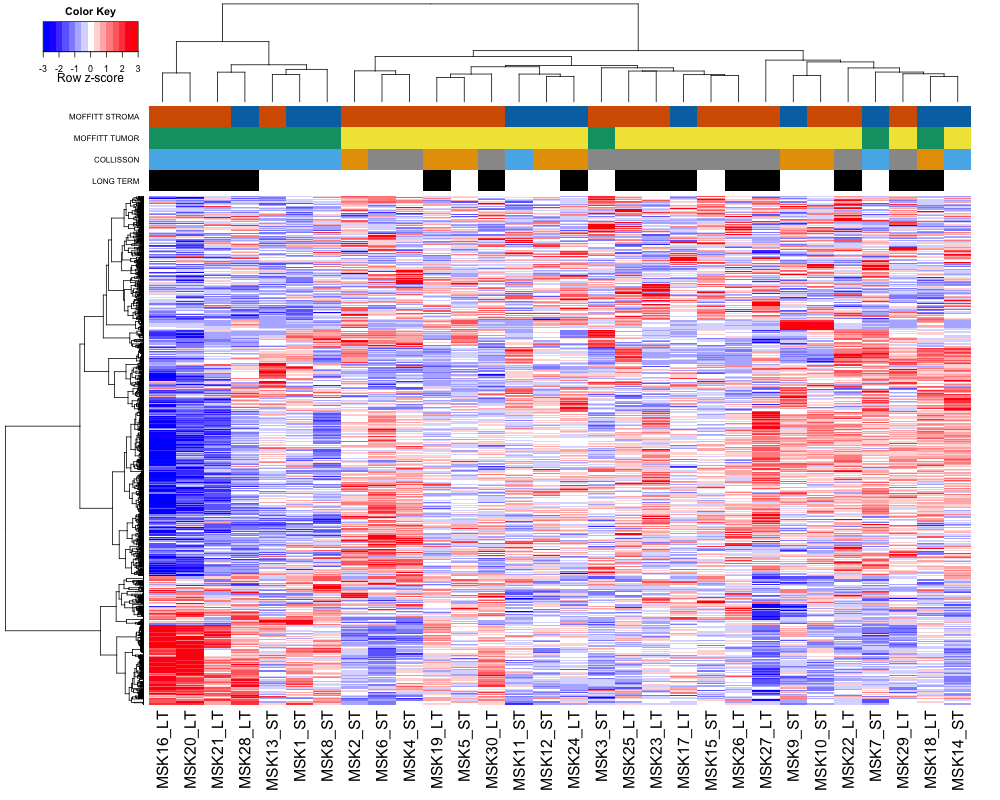 Color Key
-3 -2 -1 0 1 2 3
Row z-score
MOFFITT STROMA
MOFFITT TUMOR
COLLISSON
LONG TERM
MSK16_LT
MSK20_LT
MSK21_LT
MSK28_LT
MSK13_ST
MSK1_ST
MSK8_ST
MSK2_ST
MSK6_ST
MSK4_ST
MSK19_LT
MSK5_ST
MSK30_LT
MSK11_ST
MSK12_ST
MSK24_LT
MSK3_ST
MSK25_LT
MSK23_LT
MSK17_LT
MSK15_ST
MSK26_LT
MSK27_LT
MSK9_ST
MSK10_ST
MSK22_LT
MSK7_ST
MSK29_LT
MSK18_LT
MSK14_ST